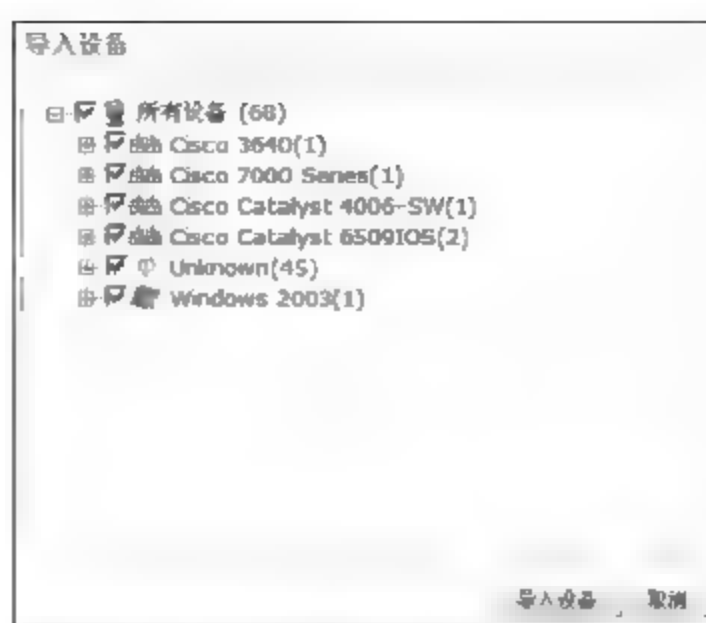 导入设备
所有设备 (68)
Cisco 3640(1)
Cisco 7000 Series(1)
Cisco Catalyst 4006-SW(1)
Cisco Catalyst 6509IOS(2)
Unknown(45)
Windows 2003(1)
导入设备 取消